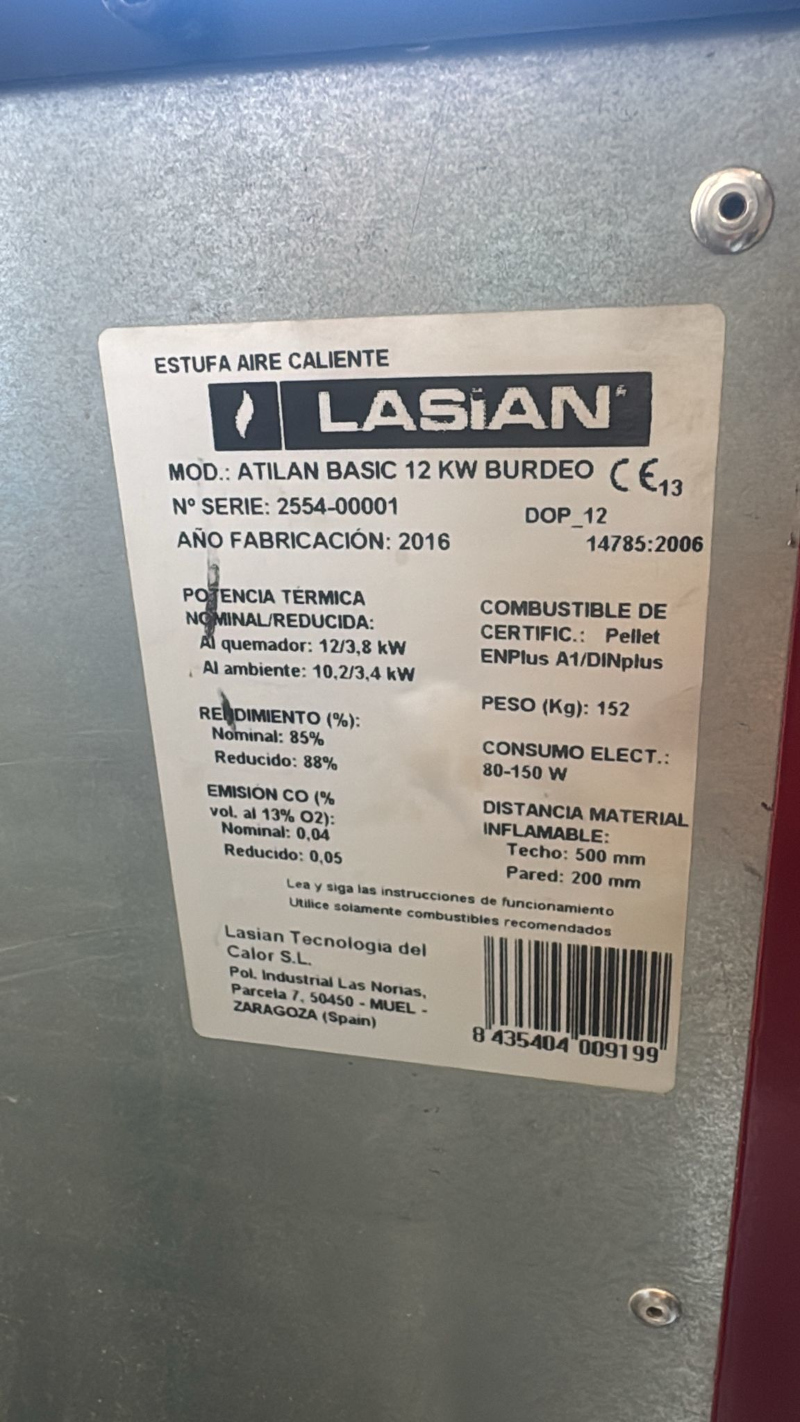 ESTUFA AIRE CALIENTE
LASiAN
MOD.: ATILAN BASIC 12 KW BURDEO CE13
Nº SERIE: 2554-00001
DOP_12
AÑO FABRICACIÓN: 2016
14785:2006
POTENCIA TÉRMICA
NOMINAL/REDUCIDA:
Al quemador: 12/3,8 kW
Al ambiente: 10,2/3,4 kW
COMBUSTIBLE DE
CERTIFIC.: Pellet
ENPlus A1/DINplus
RENDIMIENTO (%):
Nominal: 85%
Reducido: 88%
PESO (Kg): 152
CONSUMO ELECT.:
80-150 W
EMISION CO (%
vol. al 13% O2):
Nominal: 0,04
Reducido: 0,05
DISTANCIA MATERIAL
INFLAMABLE:
Techo: 500 mm
Pared: 200 mm
Lea y siga las instrucciones de funcionamiento
Utilice solamente combustibles recomendados
Lasian Tecnologia del
Calor S.L.
Pol. Industrial Las Norias,
Parcela 7, 50450 - MUEL -
ZARAGOZA (Spain)
8 435404 009199